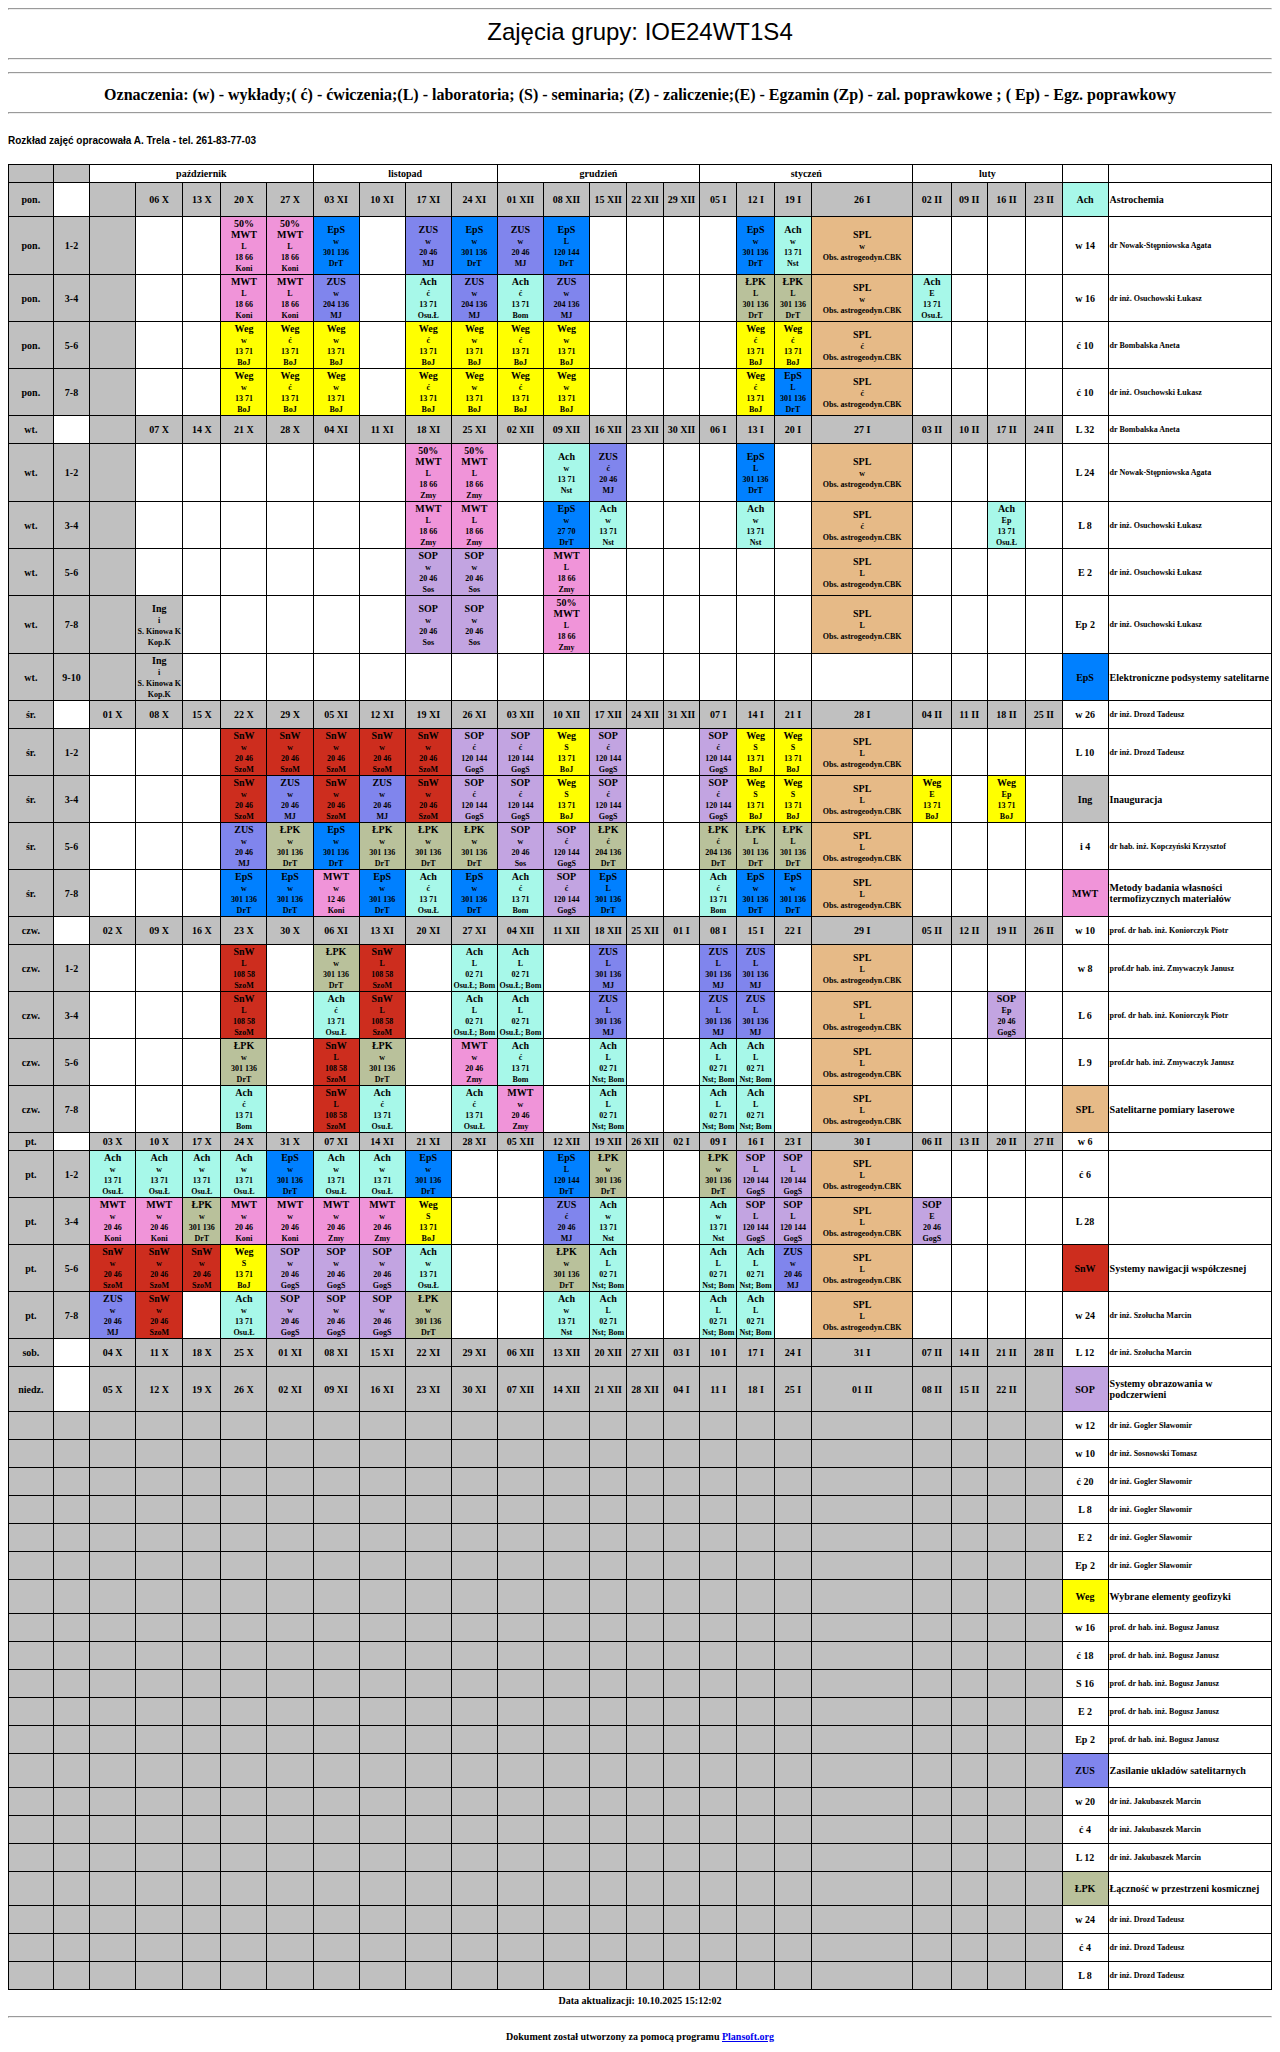 Zajęcia grupy: IOE24WT1S4
Oznaczenia: (w) - wykłady;( ć) - ćwiczenia;(L) - laboratoria; (S) - seminaria; (Z) - zaliczenie;(E) - Egzamin (Zp) - zal. poprawkowe ; ( Ep) - Egz. poprawkowy
Rozkład zajęć opracowała A. Trela - tel. 261-83-77-03
październik listopad grudzień styczeń luty
pon. 06 X 13 X 20 X 27 X 03 XI 10 XI 17 XI 24 XI 01 XII 08 XII 15 XII 22 XII 29 XII 05 I 12 I 19 I 26 I 02 II 09 II 16 II 23 II Ach Astrochemia
50% 50%
MWT MWT EpS ZUS EpS ZUS EpS EpS Ach SPL
pon. 1-2 L L w w w w L w w w w 14 dr Nowak-Stępniowska Agata
18 66 18 66 301 136 20 46 301 136 20 46 120 144 301 136 13 71 Obs. astrogeodyn.CBK
Koni Koni DrT MJ DrT MJ DrT DrT Nst
MWT MWT ZUS Ach ZUS Ach ZUS ŁPK ŁPK SPL Ach
pon. 3-4 L L w ć w ć w L L w E w 16 dr inż. Osuchowski Łukasz
18 66 18 66 204 136 13 71 204 136 13 71 204 136 301 136 301 136 Obs. astrogeodyn.CBK 13 71
Koni Koni MJ Osu.Ł MJ Bom MJ DrT DrT Osu.Ł
Weg Weg Weg Weg Weg Weg Weg Weg Weg SPL
pon. 5-6 w ć w ć w ć w ć ć ć ć 10 dr Bombalska Aneta
13 71 13 71 13 71 13 71 13 71 13 71 13 71 13 71 13 71 Obs. astrogeodyn.CBK
BoJ BoJ BoJ BoJ BoJ BoJ BoJ BoJ BoJ
Weg Weg Weg Weg Weg Weg Weg Weg EpS SPL
pon. 7-8 w ć w ć w ć w ć L ć ć 10 dr inż. Osuchowski Łukasz
13 71 13 71 13 71 13 71 13 71 13 71 13 71 13 71 301 136 Obs. astrogeodyn.CBK
BoJ BoJ BoJ BoJ BoJ BoJ BoJ BoJ DrT
wt. 07 X 14 X 21 X 28 X 04 XI 11 XI 18 XI 25 XI 02 XII 09 XII 16 XII 23 XII 30 XII 06 I 13 I 20 I 27 I 03 II 10 II 17 II 24 II L 32 dr Bombalska Aneta
50% 50%
MWT MWT Ach ZUS EpS SPL
wt. 1-2 L L w ć L w L 24 dr Nowak-Stępniowska Agata
18 66 18 66 13 71 20 46 301 136 Obs. astrogeodyn.CBK
Zmy Zmy Nst MJ DrT
MWT MWT EpS Ach Ach SPL Ach
wt. 3-4 L L w w w ć Ep L 8 dr inż. Osuchowski Łukasz
18 66 18 66 27 70 13 71 13 71 Obs. astrogeodyn.CBK 13 71
Zmy Zmy DrT Nst Nst Osu.Ł
SOP SOP MWT SPL
wt. 5-6 w w L L E 2 dr inż. Osuchowski Łukasz
20 46 20 46 18 66 Obs. astrogeodyn.CBK
Sos Sos Zmy
Ing SOP SOP 50% MWT SPL
wt. 7-8 i w w L L Ep 2 dr inż. Osuchowski Łukasz
S. Kinowa K 20 46 20 46 18 66 Obs. astrogeodyn.CBK
Kop.K Sos Sos Zmy
Ing
wt. 9-10 i EpS Elektroniczne podsystemy satelitarne
S. Kinowa K
Kop.K
śr. 01 X 08 X 15 X 22 X 29 X 05 XI 12 XI 19 XI 26 XI 03 XII 10 XII 17 XII 24 XII 31 XII 07 I 14 I 21 I 28 I 04 II 11 II 18 II 25 II w 26 dr inż. Drozd Tadeusz
SnW SnW SnW SnW SnW SOP SOP Weg SOP SOP Weg Weg SPL
śr. 1-2 w w w w w ć ć S ć ć S S L L 10 dr inż. Drozd Tadeusz
20 46 20 46 20 46 20 46 20 46 120 144 120 144 13 71 120 144 120 144 13 71 13 71 Obs. astrogeodyn.CBK
SzoM SzoM SzoM SzoM SzoM GogS GogS BoJ GogS GogS BoJ BoJ
SnW ZUS SnW ZUS SnW SOP SOP Weg SOP SOP Weg Weg SPL Weg Weg
śr. 3-4 w w w w w ć ć S ć ć S S L E Ep Ing Inauguracja
20 46 20 46 20 46 20 46 20 46 120 144 120 144 13 71 120 144 120 144 13 71 13 71 Obs. astrogeodyn.CBK 13 71 13 71
SzoM MJ SzoM MJ SzoM GogS GogS BoJ GogS GogS BoJ BoJ BoJ BoJ
ZUS ŁPK EpS ŁPK ŁPK ŁPK SOP SOP ŁPK ŁPK ŁPK ŁPK SPL
śr. 5-6 w w w w w w w ć ć ć L L L i 4 dr hab. inż. Kopczyński Krzysztof
20 46 301 136 301 136 301 136 301 136 301 136 20 46 120 144 204 136 204 136 301 136 301 136 Obs. astrogeodyn.CBK
MJ DrT DrT DrT DrT DrT Sos GogS DrT DrT DrT DrT
EpS EpS MWT EpS Ach EpS Ach SOP EpS Ach EpS EpS SPL
śr. 7-8 w w w w ć w ć ć L ć w w L MWT Metody badania własności termofizycznych materiałów
301 136 301 136 12 46 301 136 13 71 301 136 13 71 120 144 301 136 13 71 301 136 301 136 Obs. astrogeodyn.CBK
DrT DrT Koni DrT Osu.Ł DrT Bom GogS DrT Bom DrT DrT
czw. 02 X 09 X 16 X 23 X 30 X 06 XI 13 XI 20 XI 27 XI 04 XII 11 XII 18 XII 25 XII 01 I 08 I 15 I 22 I 29 I 05 II 12 II 19 II 26 II w 10 prof. dr hab. inż. Koniorczyk Piotr
SnW ŁPK SnW Ach Ach ZUS ZUS ZUS SPL
czw. 1-2 L w L L L L L L L w 8 prof.dr hab. inż. Zmywaczyk Janusz
108 58 301 136 108 58 02 71 02 71 301 136 301 136 301 136 Obs. astrogeodyn.CBK
SzoM DrT SzoM Osu.Ł; Bom Osu.Ł; Bom MJ MJ MJ
SnW Ach SnW Ach Ach ZUS ZUS ZUS SPL SOP
czw. 3-4 L ć L L L L L L L Ep L 6 prof. dr hab. inż. Koniorczyk Piotr
108 58 13 71 108 58 02 71 02 71 301 136 301 136 301 136 Obs. astrogeodyn.CBK 20 46
SzoM Osu.Ł SzoM Osu.Ł; Bom Osu.Ł; Bom MJ MJ MJ GogS
ŁPK SnW ŁPK MWT Ach Ach Ach Ach SPL
czw. 5-6 w L w w ć L L L L L 9 prof.dr hab. inż. Zmywaczyk Janusz
301 136 108 58 301 136 20 46 13 71 02 71 02 71 02 71 Obs. astrogeodyn.CBK
DrT SzoM DrT Zmy Bom Nst; Bom Nst; Bom Nst; Bom
Ach SnW Ach Ach MWT Ach Ach Ach SPL
czw. 7-8 ć L ć ć w L L L L SPL Satelitarne pomiary laserowe
13 71 108 58 13 71 13 71 20 46 02 71 02 71 02 71 Obs. astrogeodyn.CBK
Bom SzoM Osu.Ł Osu.Ł Zmy Nst; Bom Nst; Bom Nst; Bom
pt. 03 X 10 X 17 X 24 X 31 X 07 XI 14 XI 21 XI 28 XI 05 XII 12 XII 19 XII 26 XII 02 I 09 I 16 I 23 I 30 I 06 II 13 II 20 II 27 II w 6
Ach Ach Ach Ach EpS Ach Ach EpS EpS ŁPK ŁPK SOP SOP SPL
pt. 1-2 w w w w w w w w L w w L L L ć 6
13 71 13 71 13 71 13 71 301 136 13 71 13 71 301 136 120 144 301 136 301 136 120 144 120 144 Obs. astrogeodyn.CBK
Osu.Ł Osu.Ł Osu.Ł Osu.Ł DrT Osu.Ł Osu.Ł DrT DrT DrT DrT GogS GogS
MWT MWT ŁPK MWT MWT MWT MWT Weg ZUS Ach Ach SOP SOP SPL SOP
pt. 3-4 w w w w w w w S ć w w L L L E L 28
20 46 20 46 301 136 20 46 20 46 20 46 20 46 13 71 20 46 13 71 13 71 120 144 120 144 Obs. astrogeodyn.CBK 20 46
Koni Koni DrT Koni Koni Zmy Zmy BoJ MJ Nst Nst GogS GogS GogS
SnW SnW SnW Weg SOP SOP SOP Ach ŁPK Ach Ach Ach ZUS SPL
pt. 5-6 w w w S w w w w w L L L w L SnW Systemy nawigacji współczesnej
20 46 20 46 20 46 13 71 20 46 20 46 20 46 13 71 301 136 02 71 02 71 02 71 20 46 Obs. astrogeodyn.CBK
SzoM SzoM SzoM BoJ GogS GogS GogS Osu.Ł DrT Nst; Bom Nst; Bom Nst; Bom MJ
ZUS SnW Ach SOP SOP SOP ŁPK Ach Ach Ach Ach SPL
pt. 7-8 w w w w w w w w L L L L w 24 dr inż. Szołucha Marcin
20 46 20 46 13 71 20 46 20 46 20 46 301 136 13 71 02 71 02 71 02 71 Obs. astrogeodyn.CBK
MJ SzoM Osu.Ł GogS GogS GogS DrT Nst Nst; Bom Nst; Bom Nst; Bom
sob. 04 X 11 X 18 X 25 X 01 XI 08 XI 15 XI 22 XI 29 XI 06 XII 13 XII 20 XII 27 XII 03 I 10 I 17 I 24 I 31 I 07 II 14 II 21 II 28 II L 12 dr inż. Szołucha Marcin
niedz. 05 X 12 X 19 X 26 X 02 XI 09 XI 16 XI 23 XI 30 XI 07 XII 14 XII 21 XII 28 XII 04 I 11 I 18 I 25 I 01 II 08 II 15 II 22 II SOP Systemy obrazowania w podczerwieni
w 12 dr inż. Gogler Sławomir
w 10 dr inż. Sosnowski Tomasz
ć 20 dr inż. Gogler Sławomir
L 8 dr inż. Gogler Sławomir
E 2 dr inż. Gogler Sławomir
Ep 2 dr inż. Gogler Sławomir
Weg Wybrane elementy geofizyki
w 16 prof. dr hab. inż. Bogusz Janusz
ć 18 prof. dr hab. inż. Bogusz Janusz
S 16 prof. dr hab. inż. Bogusz Janusz
E 2 prof. dr hab. inż. Bogusz Janusz
Ep 2 prof. dr hab. inż. Bogusz Janusz
ZUS Zasilanie układów satelitarnych
w 20 dr inż. Jakubaszek Marcin
ć 4 dr inż. Jakubaszek Marcin
L 12 dr inż. Jakubaszek Marcin
ŁPK Łączność w przestrzeni kosmicznej
w 24 dr inż. Drozd Tadeusz
ć 4 dr inż. Drozd Tadeusz
L 8 dr inż. Drozd Tadeusz
Data aktualizacji: 10.10.2025 15:12:02
Dokument został utworzony za pomocą programu Plansoft.org